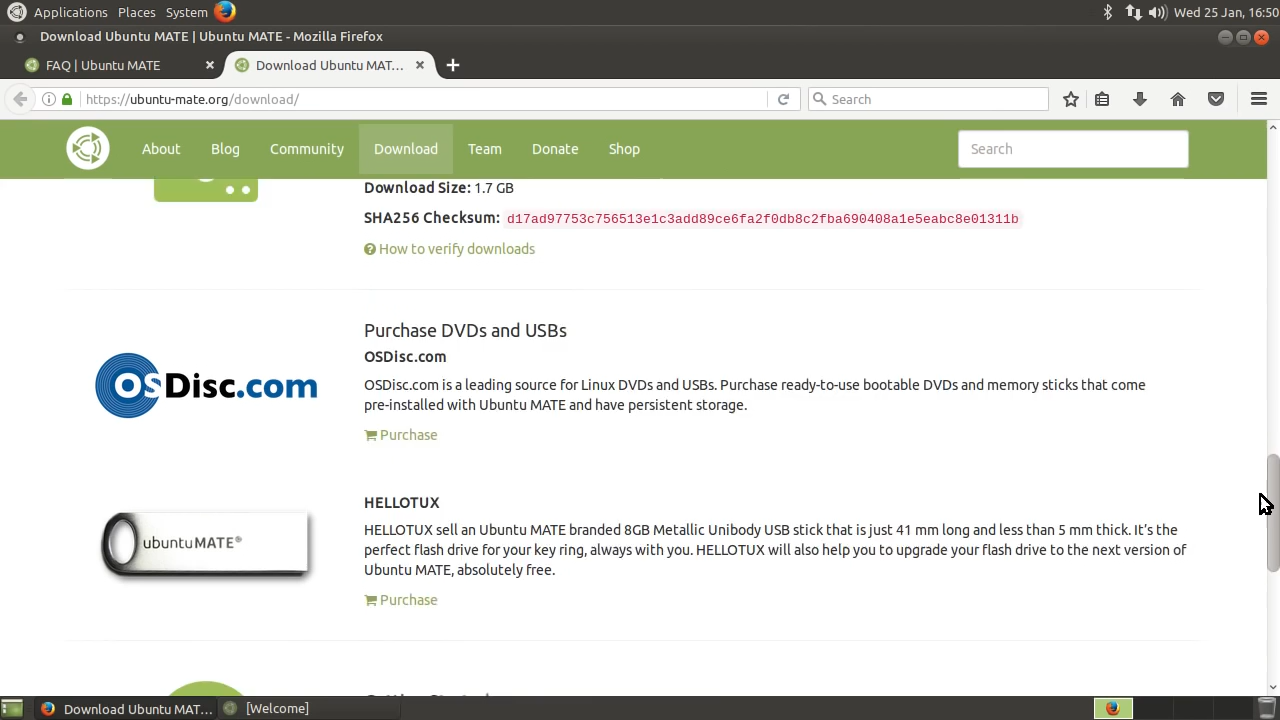 Applications Places System Wed 25 Jan, 16:50
Download Ubuntu MATE | Ubuntu MATE - Mozilla Firefox
FAQ | Ubuntu MATE Download Ubuntu MAT...
https://ubuntu-mate.org/download/ Search
About Blog Community Download Team Donate Shop Search
Download Size: 1.7 GB
SHA256 Checksum: d17ad97753c756513e1c3add89ce6fa2f0db8c2fba690408a1e5eabc8e01311b
How to verify downloads
Purchase DVDs and USBs
OSDisc.com
OSDisc.com
OSDisc.com is a leading source for Linux DVDs and USBs. Purchase ready-to-use bootable DVDs and memory sticks that come
pre-installed with Ubuntu MATE and have persistent storage.
Purchase
HELLOTUX
ubuntuMATE®
HELLOTUX sell an Ubuntu MATE branded 8GB Metallic Unibody USB stick that is just 41 mm long and less than 5 mm thick. It's the
perfect flash drive for your key ring, always with you. HELLOTUX will also help you to upgrade your flash drive to the next version of
Ubuntu MATE, absolutely free.
Purchase
Download Ubuntu MAT... [Welcome]